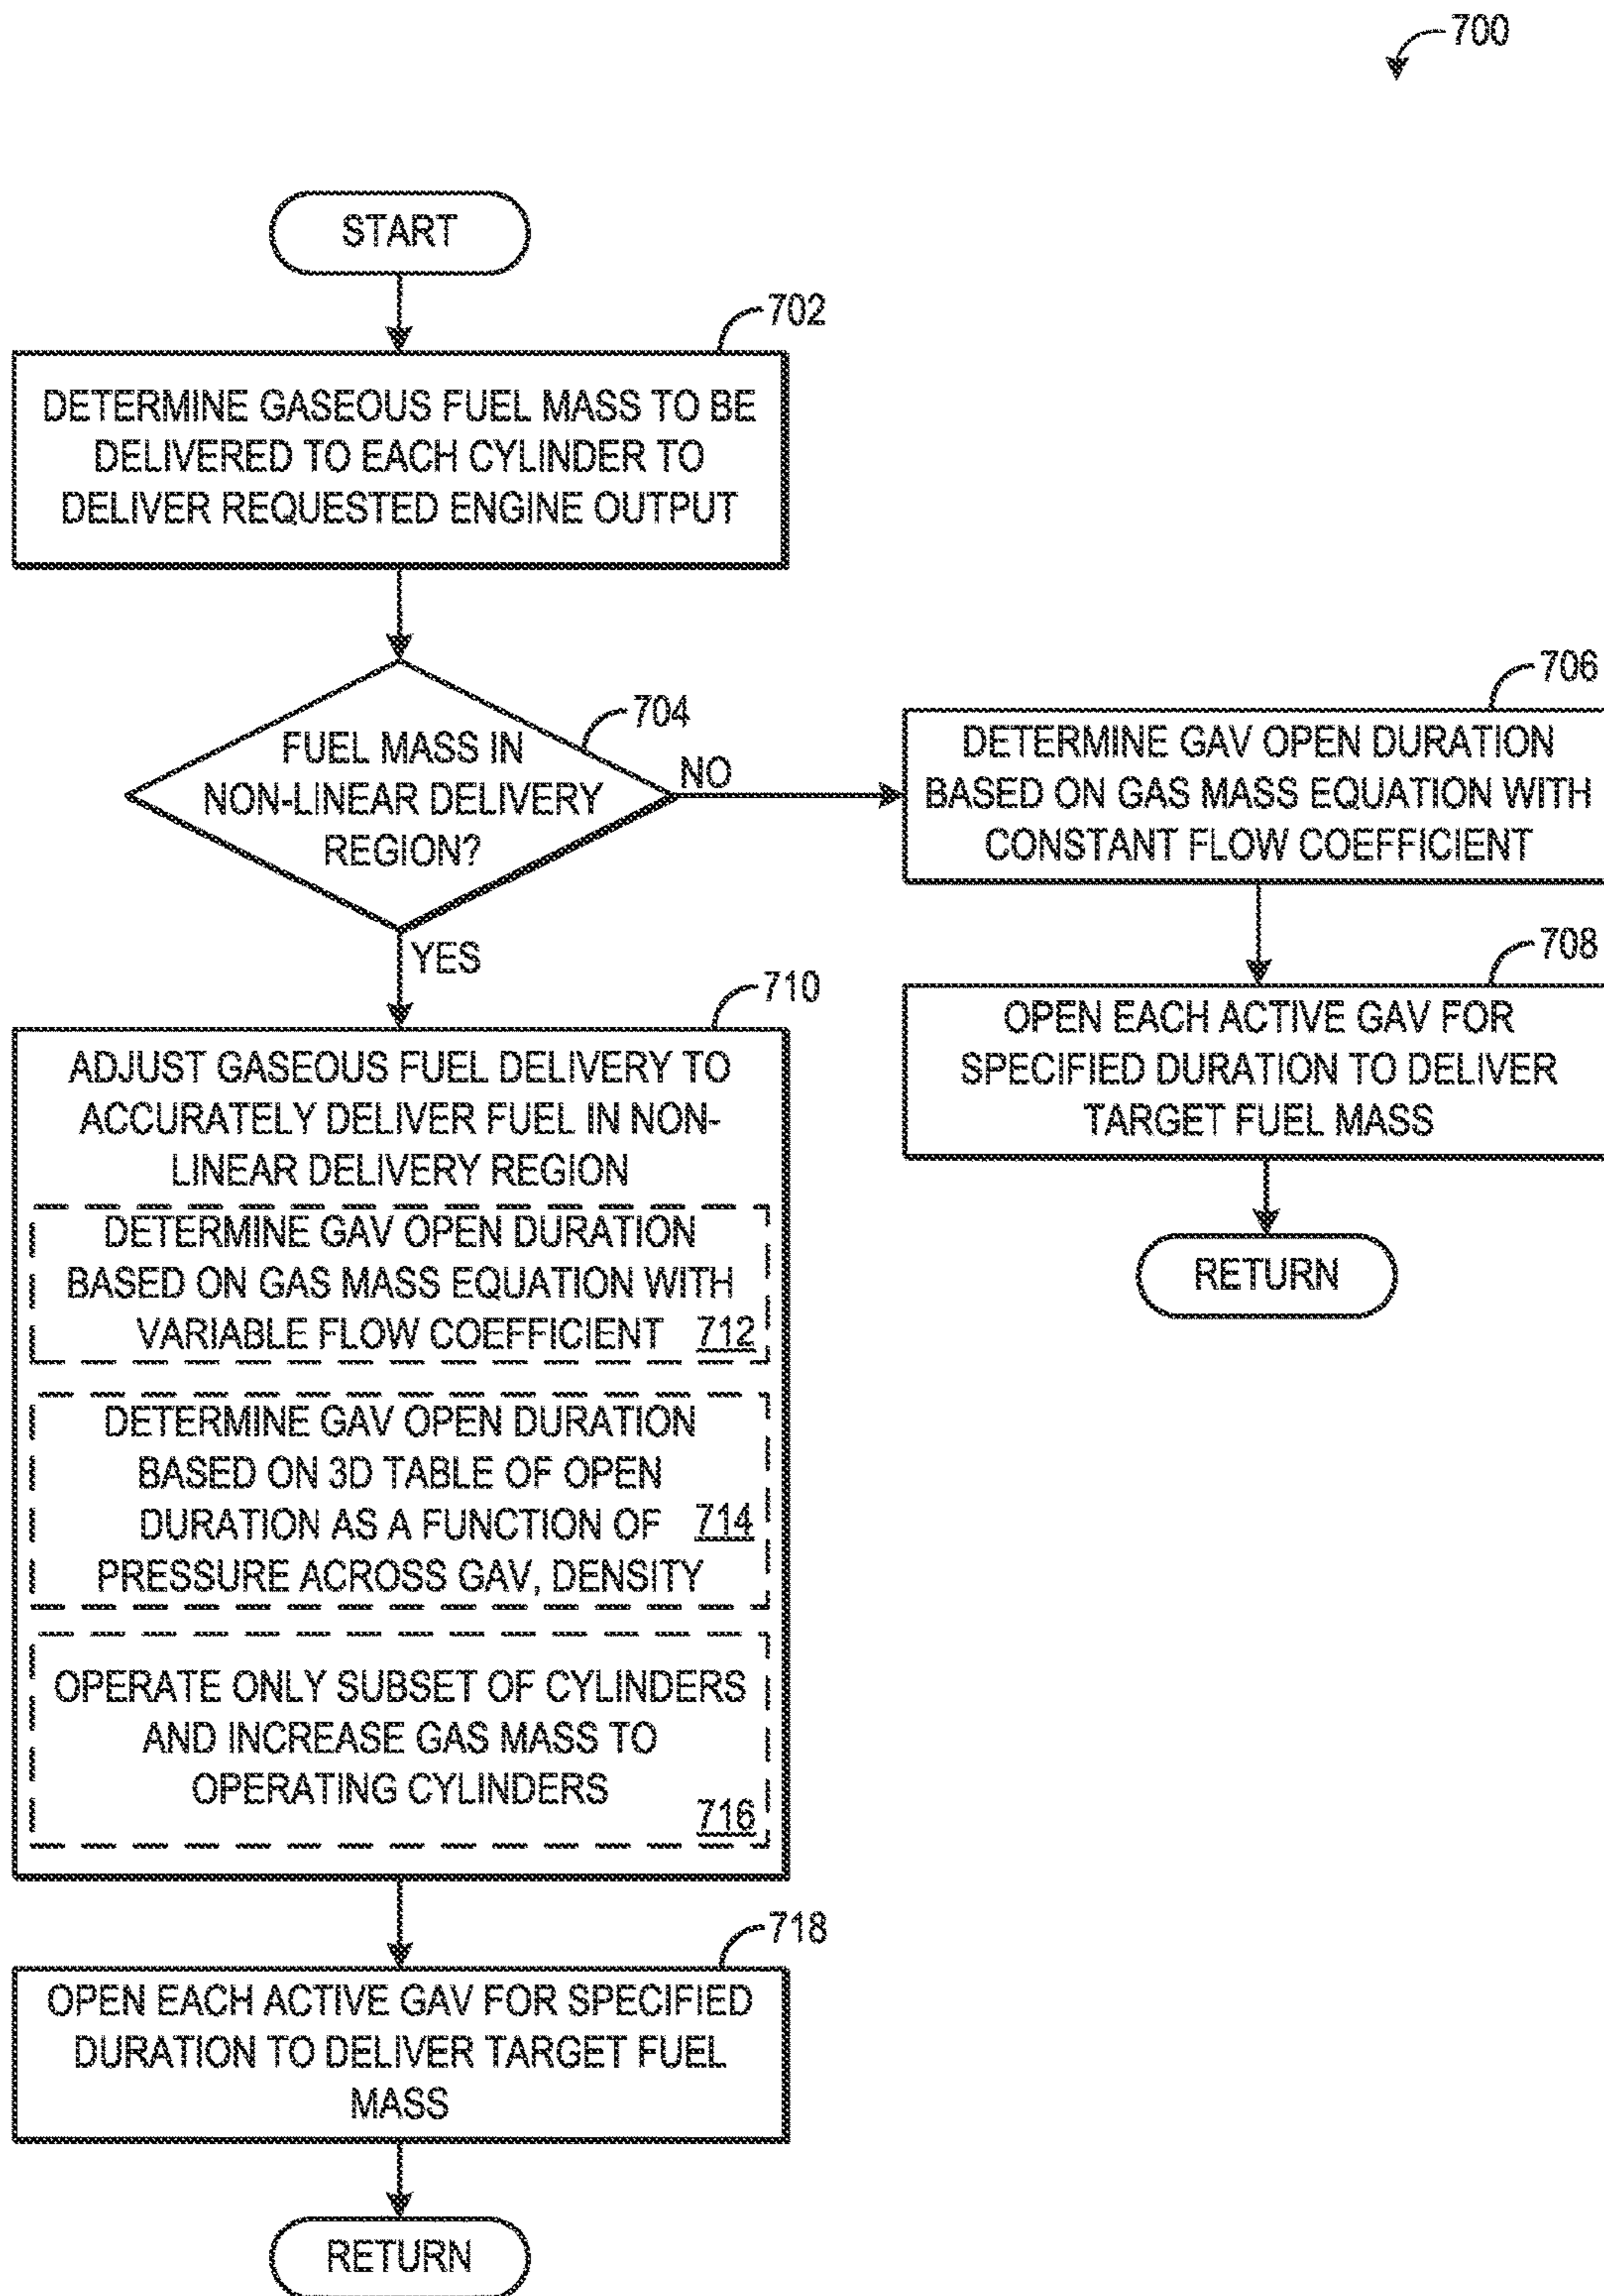 700
START
702
DETERMINE GASEOUS FUEL MASS TO BE
DELIVERED TO EACH CYLINDER TO
DELIVER REQUESTED ENGINE OUTPUT
704
FUEL MASS IN
NON-LINEAR DELIVERY
REGION?
NO
YES
706
DETERMINE GAV OPEN DURATION
BASED ON GAS MASS EQUATION WITH
CONSTANT FLOW COEFFICIENT
708
OPEN EACH ACTIVE GAV FOR
SPECIFIED DURATION TO DELIVER
TARGET FUEL MASS
RETURN
710
ADJUST GASEOUS FUEL DELIVERY TO
ACCURATELY DELIVER FUEL IN NON-
LINEAR DELIVERY REGION
DETERMINE GAV OPEN DURATION
BASED ON GAS MASS EQUATION WITH
VARIABLE FLOW COEFFICIENT 712
DETERMINE GAV OPEN DURATION
BASED ON 3D TABLE OF OPEN
DURATION AS A FUNCTION OF 714
PRESSURE ACROSS GAV, DENSITY
OPERATE ONLY SUBSET OF CYLINDERS
AND INCREASE GAS MASS TO
OPERATING CYLINDERS
716
718
OPEN EACH ACTIVE GAV FOR SPECIFIED
DURATION TO DELIVER TARGET FUEL
MASS
RETURN